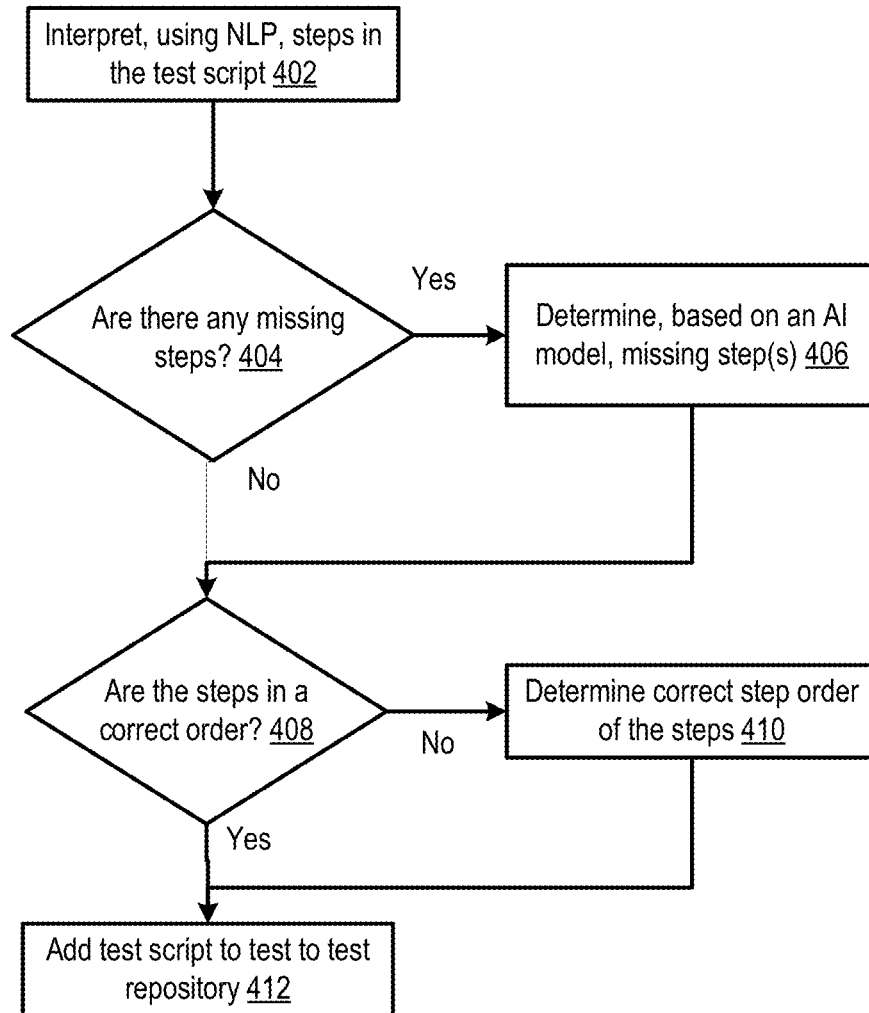 Interpret, using NLP, steps in
the test script 402
Yes
Are there any missing
steps? 404
Determine, based on an AI
model, missing step(s) 406
No
Are the steps in a
correct order? 408
Determine correct step order
of the steps 410
No
Yes
Add test script to test to test
repository 412